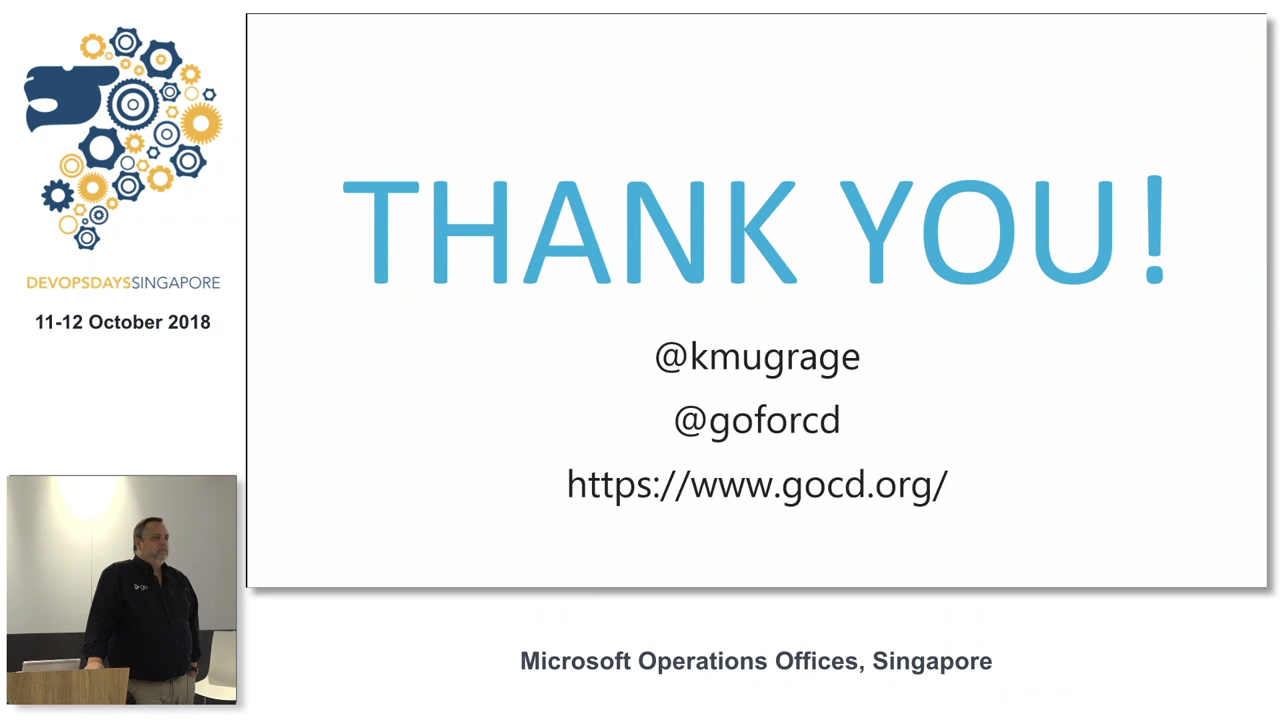 DEVOPSDAYSSINGAPORE
11-12 October 2018
THANK YOU!
@kmugrage
@goforcd
https://www.gocd.org/
Microsoft Operations Offices, Singapore